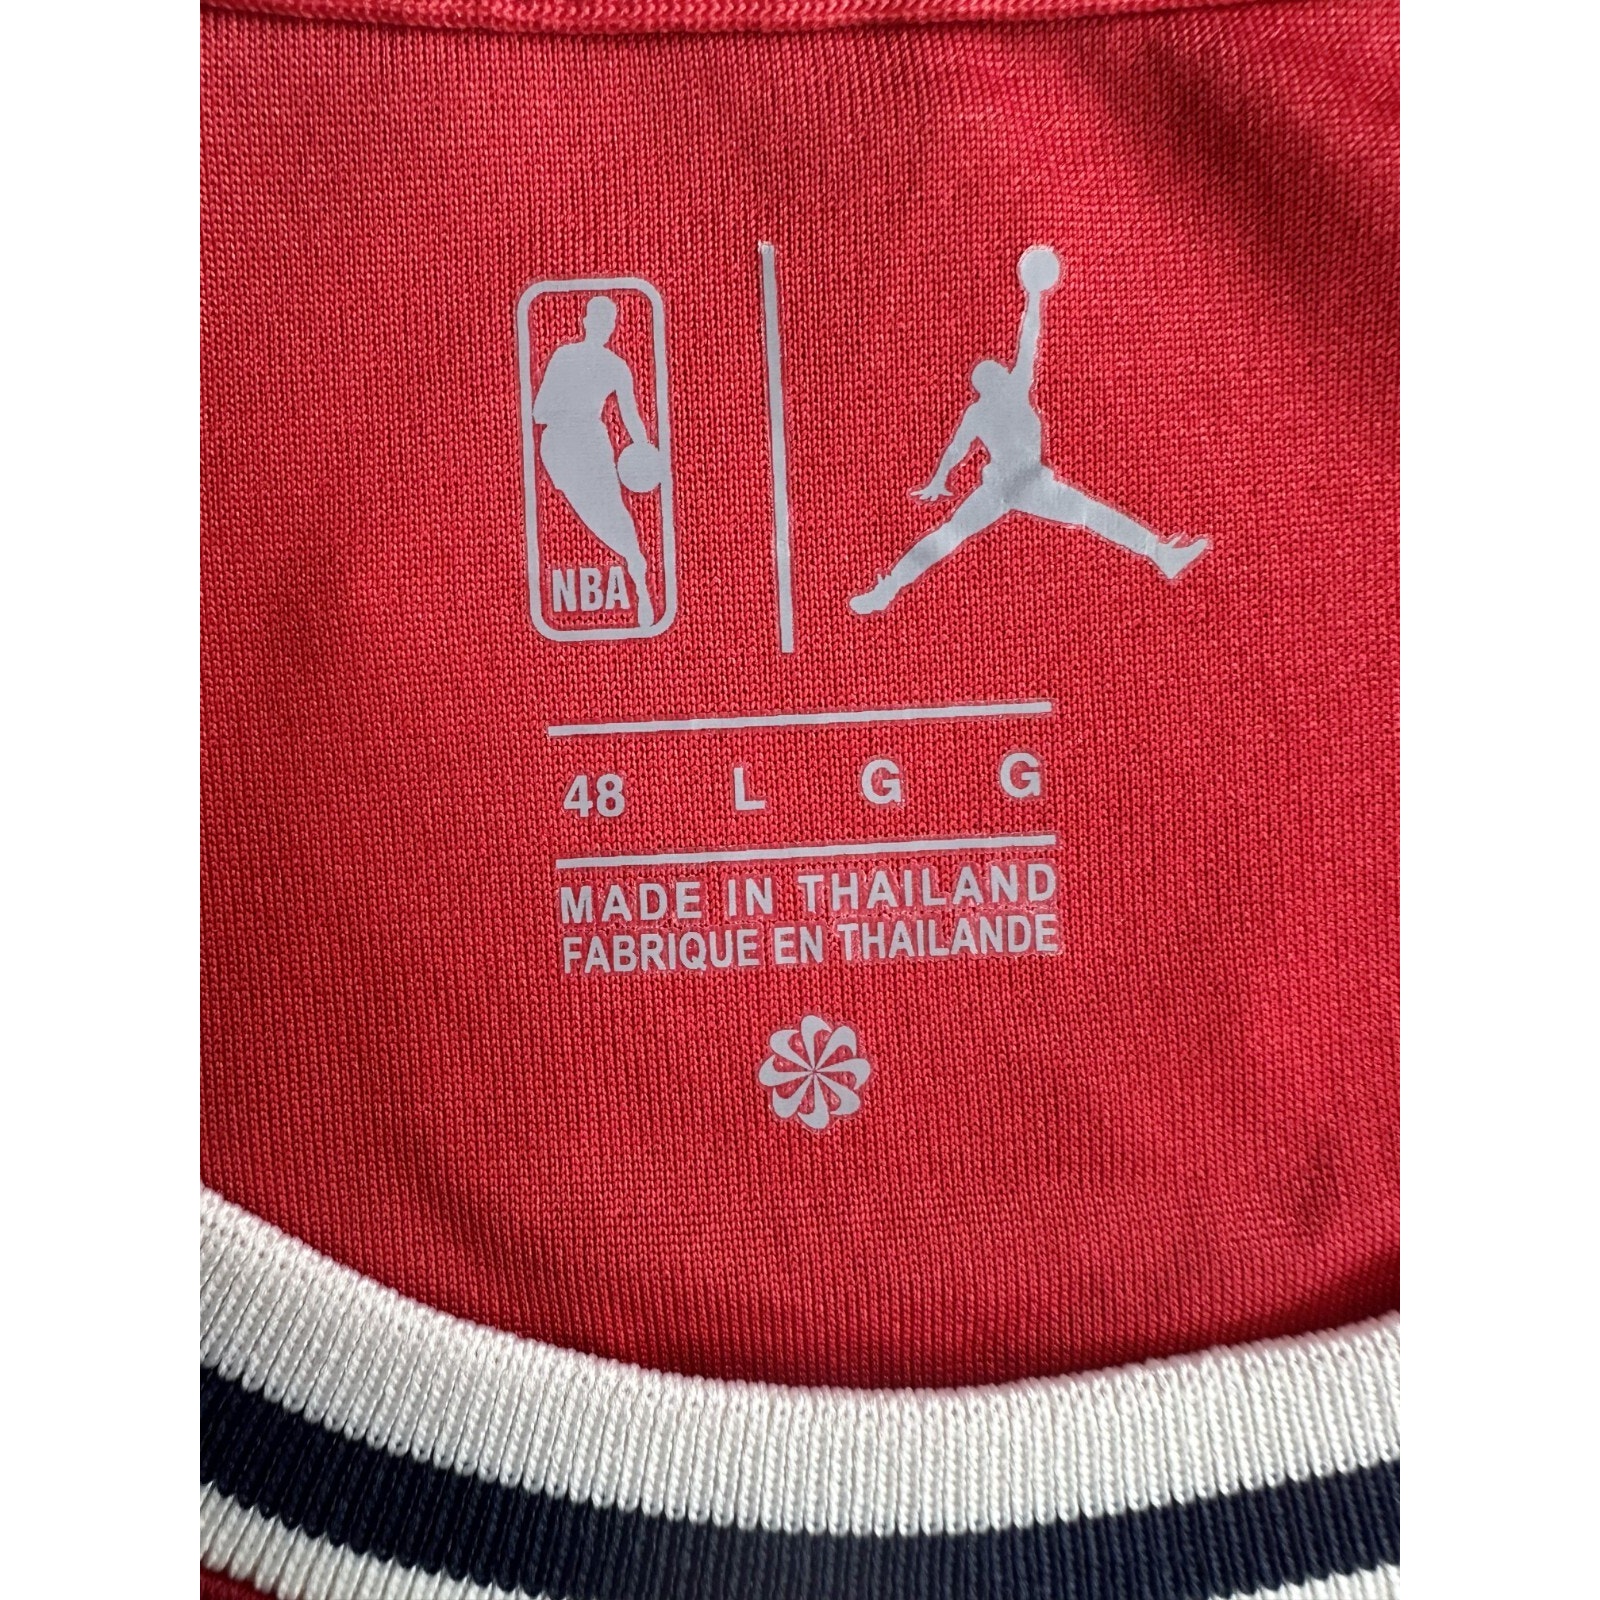 NBA
48 L G G
MADE IN THAILAND
FABRIQUE EN THAILANDE